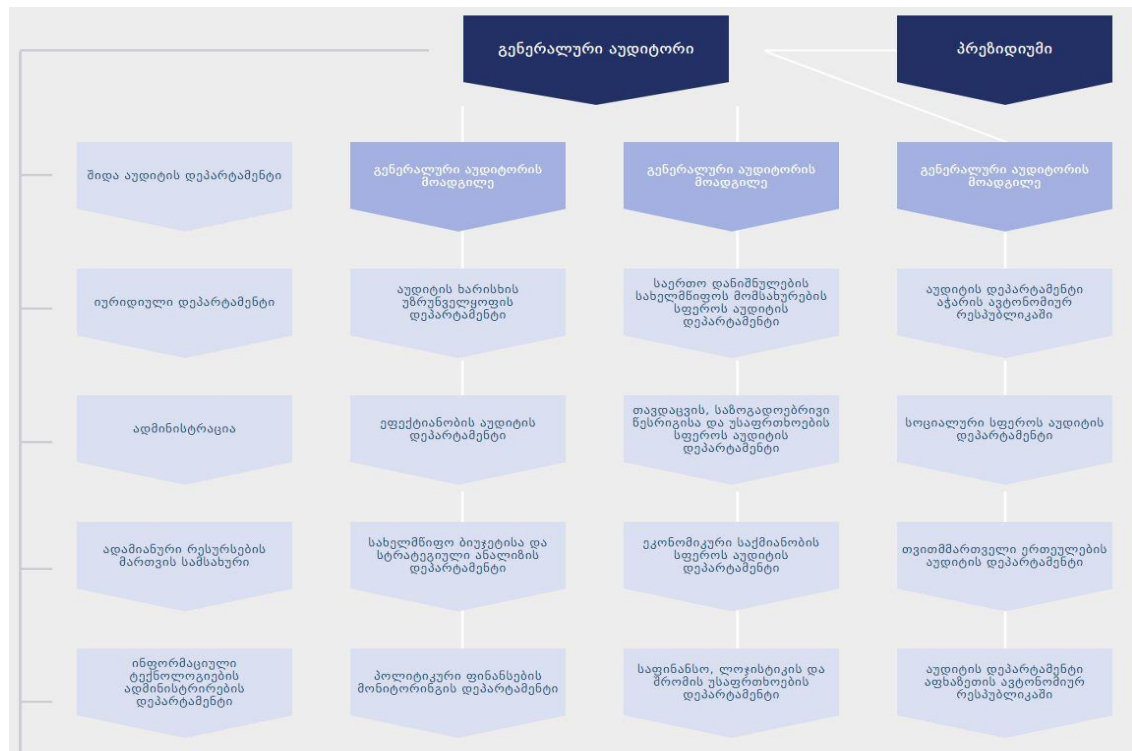 გენერალური აუდიტორი
პრეზიდიუმი
შიდა აუდიტის დეპარტამენტი
გენერალური აუდიტორის
მოადგილე
გენერალური აუდიტორის
მოადგილე
გენერალური აუდიტორის
მოადგილე
იურიდიული დეპარტამენტი
აუდიტის ხარისხის
უზრუნველყოფის
დეპარტამენტი
საერთო დანიშნულების
სახელმწიფოს მომსახურების
სფეროს აუდიტის
დეპარტამენტი
აუდიტის დეპარტამენტი
აჭარის ავტონომიურ
რესპუბლიკაში
ადმინისტრაცია
ეფექტიანობის აუდიტის
დეპარტამენტი
თავდაცვის, საზოგადოებრივი
წესრიგისა და უსაფრთხოების
სფეროს აუდიტის
დეპარტამენტი
სოციალური სფეროს აუდიტის
დეპარტამენტი
ადამიანური რესურსების
მართვის სამსახური
სახელმწიფო ბიუჯეტისა და
სტრატეგიული ანალიზის
დეპარტამენტი
ეკონომიკური საქმიანობის
სფეროს აუდიტის
დეპარტამენტი
თვითმმართველი ერთეულების
აუდიტის დეპარტამენტი
ინფორმაციული
ტექნოლოგიების
ადმინისტრირების
დეპარტამენტი
პოლიტიკური ფინანსების
მონიტორინგის დეპარტამენტი
საფინანსო, ლოჯისტიკის და
შრომის უსაფრთხოების
დეპარტამენტი
აუდიტის დეპარტამენტი
აფხაზეთის ავტონომიურ
რესპუბლიკაში